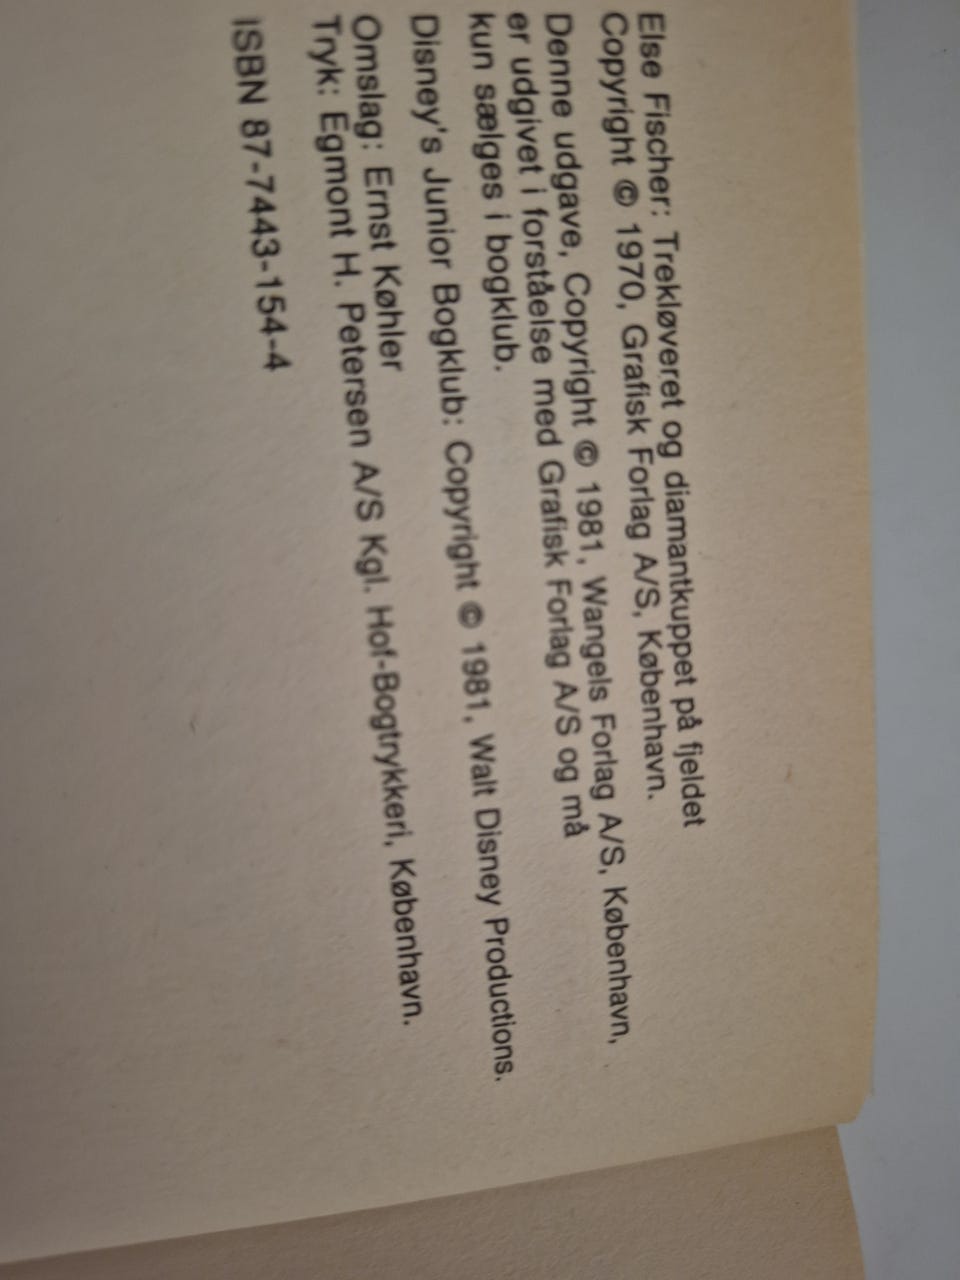 Else Fischer: Trekløveret og diamantkuppet på fjeldet
Copyright © 1970, Grafisk Forlag A/S, København.
Denne udgave, Copyright © 1981, Wangels Forlag A/S, København,
er udgivet i forståelse med Grafisk Forlag A/S og må
kun sælges i bogklub.
Disney's Junior Bogklub: Copyright © 1981, Walt Disney Productions.
Omslag: Ernst Køhler
Tryk: Egmont H. Petersen A/S Kgl. Hof-Bogtrykkeri, København.
ISBN 87-7443-154-4